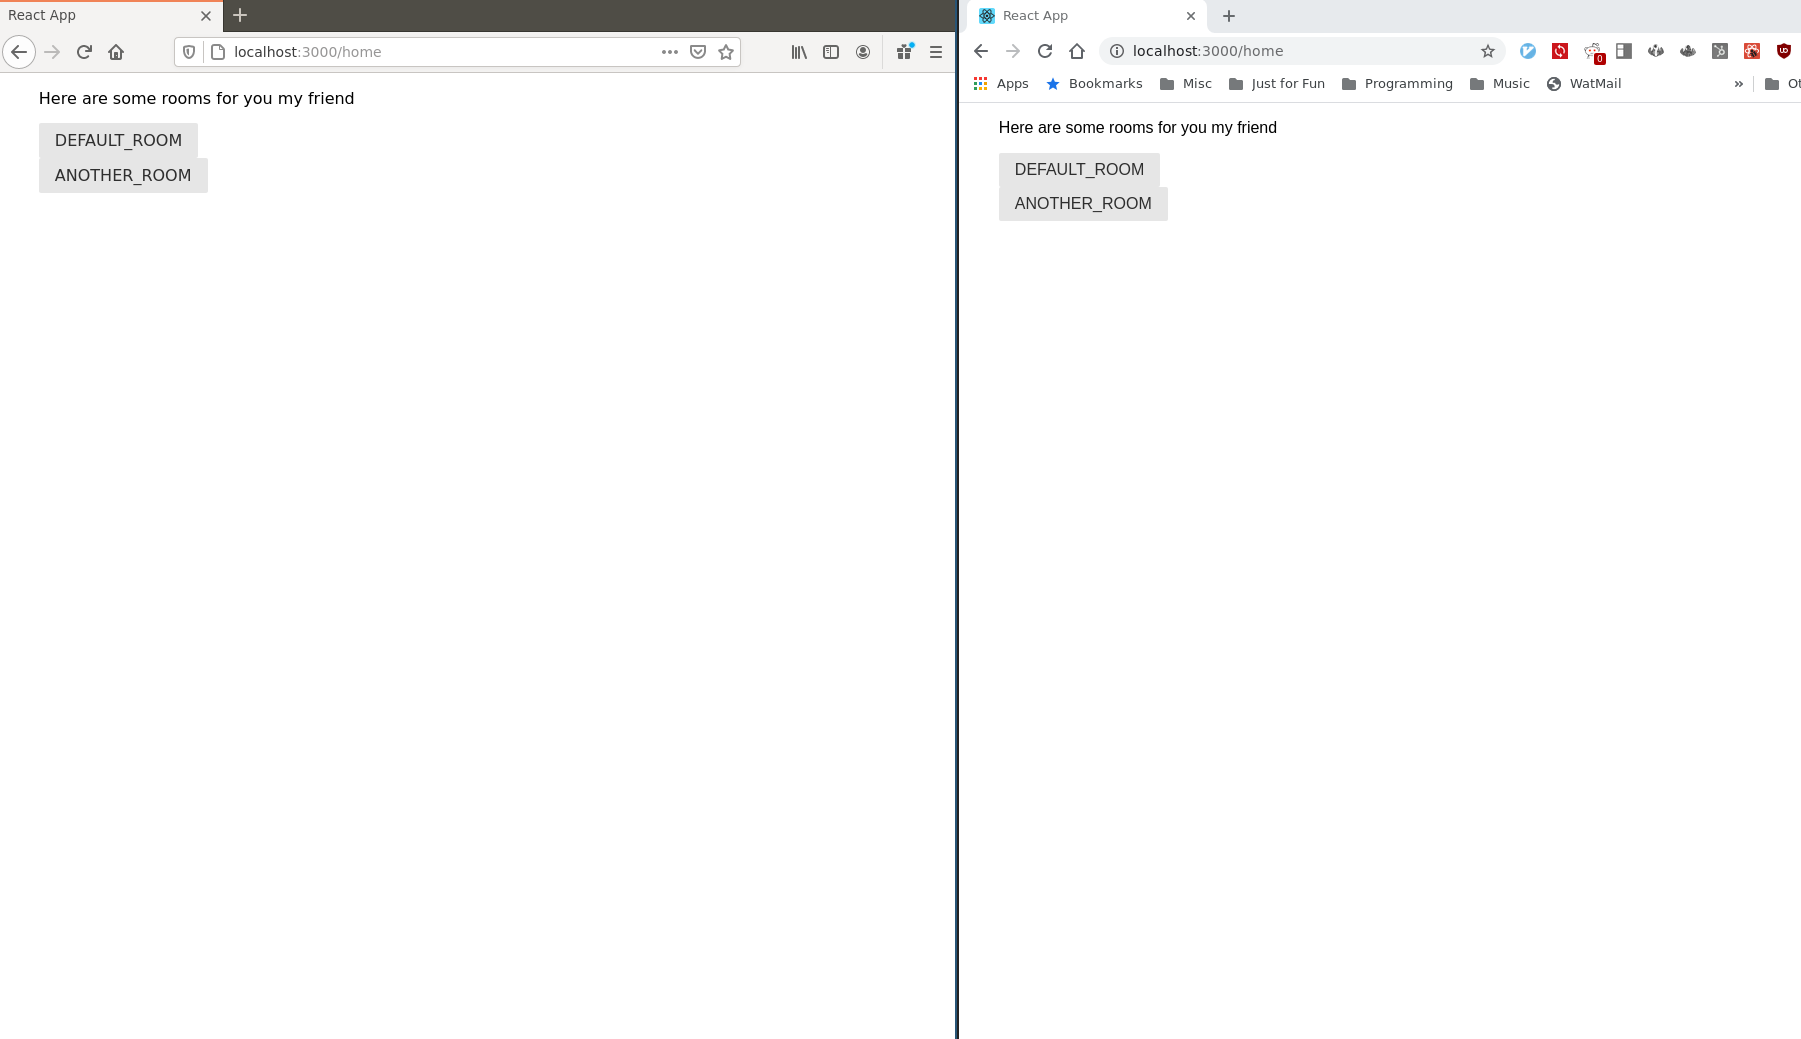 React App
localhost:3000/home
Here are some rooms for you my friend
DEFAULT_ROOM
ANOTHER_ROOM
React App
localhost:3000/home
0
Apps Bookmarks Misc Just for Fun Programming Music WatMail » Ot
Here are some rooms for you my friend
DEFAULT_ROOM
ANOTHER_ROOM